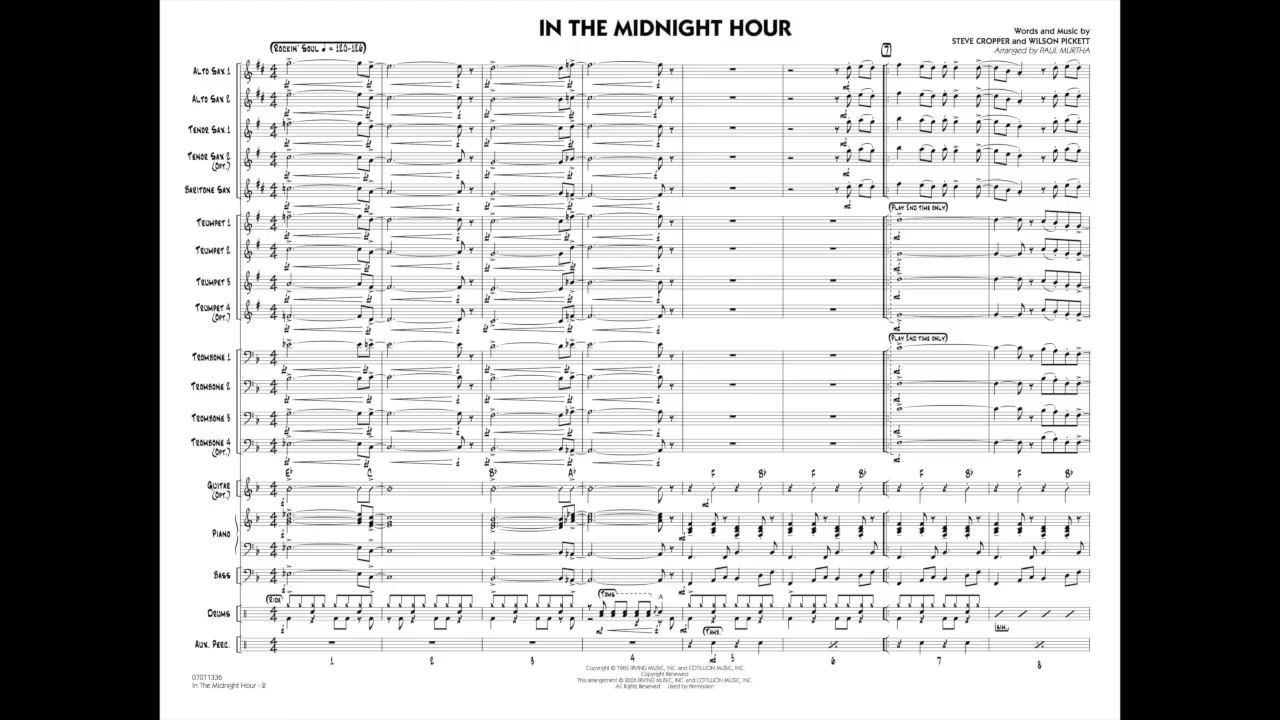 IN THE MIDNIGHT HOUR
Words and Music by
STEVE CROPPER and WILSON PICKETT
Arranged by PAUL MURTHA
ROCKIN' SOUL ♩ = 120-126
7
ALTO SAX 1
ALTO SAX 2
TENOR SAX 1
TENOR SAX 2
(OPT.)
BARITONE SAX
(PLAY 2ND TIME ONLY)
TRUMPET 1
TRUMPET 2
TRUMPET 3
TRUMPET 4
(OPT.)
(PLAY 2ND TIME ONLY)
TROMBONE 1
TROMBONE 2
TROMBONE 3
TROMBONE 4
(OPT.)
E♭ C B♭ A♭ F B♭ F B♭ F B♭ F B♭
GUITAR
(OPT.)
PIANO
BASS
(RIDE) (TOMS)
DRUMS
mf
SIM.
(TAMB.)
AUX. PERC.
mf
1 2 3 4 5 6 7 8
Copyright © 1965 IRVING MUSIC, INC. and COTILLION MUSIC, INC.
Copyright Renewed
This arrangement © 2006 IRVING MUSIC, INC. and COTILLION MUSIC, INC.
All Rights Reserved Used by Permission
07011336
In The Midnight Hour - 2